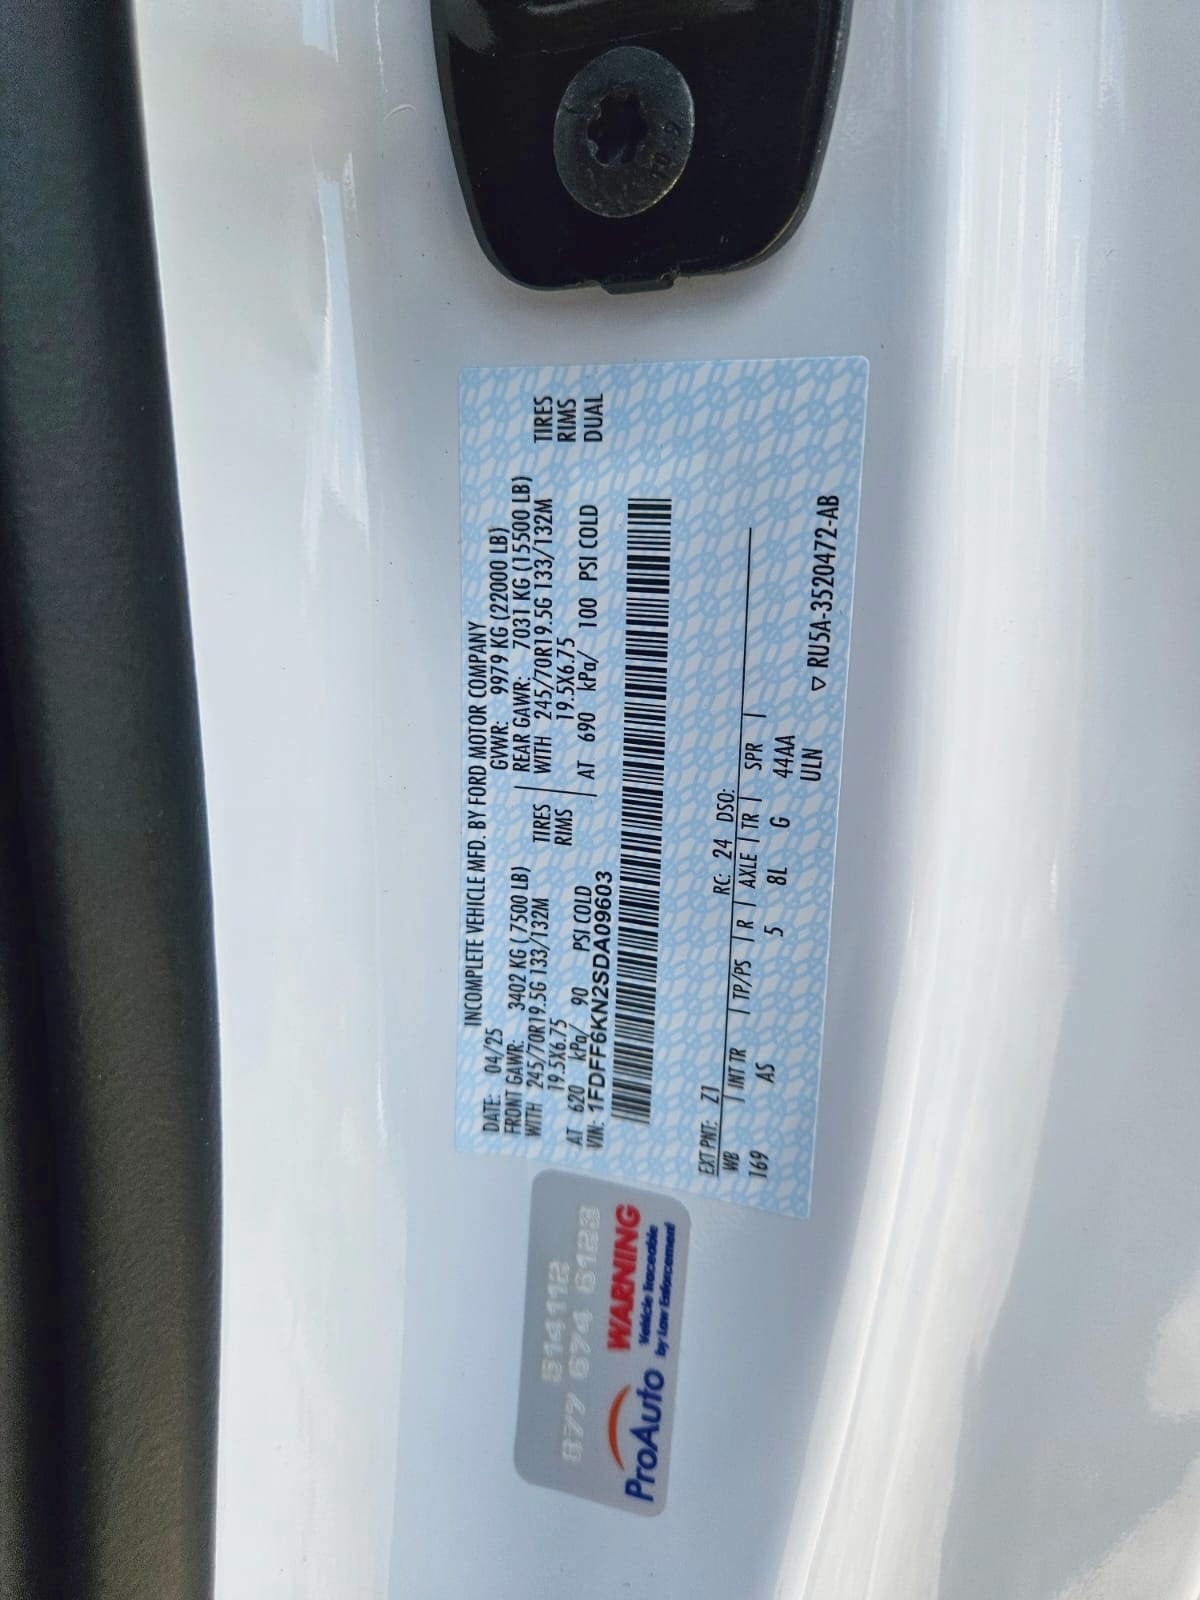 10.9
INCOMPLETE VEHICLE MFD. BY FORD MOTOR COMPANY
DATE: 04/25 GVWR: 9979 KG (22000 LB)
FRONT GAWR: 3402 KG ( 7500 LB) REAR GAWR: 7031 KG (15500 LB)
WITH 245/70R19.5G 133/132M TIRES WITH 245/70R19.5G 133/132M TIRES
19.5X6.75 RIMS 19.5X6.75 RIMS
AT 620 kPa/ 90 PSI COLD AT 690 kPa/ 100 PSI COLD DUAL
VIN: 1FDFF6KN2SDA09603
EXT PNT: Z1 RC: 24 DSO:
WB INT TR TP/PS R AXLE TR SPR
169 AS 5 8L G 44AA
ULN
▽ RU5A-3520472-AB
514112
877 674 6123
ProAuto WARNING
Vehicle Traceable
by Law Enforcement